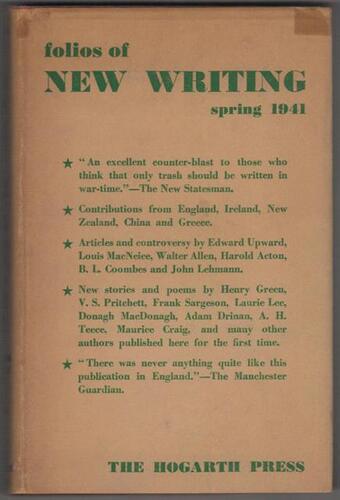 folios of
NEW WRITING
spring 1941
★ "An excellent counter-blast to those who
think that only trash should be written in
war-time."—The New Statesman.
★ Contributions from England, Ireland, New
Zealand, China and Greece.
★ Articles and controversy by Edward Upward,
Louis MacNeice, Walter Allen, Harold Acton,
B. L. Coombes and John Lehmann.
★ New stories and poems by Henry Green,
V. S. Pritchett, Frank Sargeson, Laurie Lee,
Donagh MacDonagh, Adam Drinan, A. H.
Teece, Maurice Craig, and many other
authors published here for the first time.
★ "There was never anything quite like this
publication in England."—The Manchester
Guardian.
THE HOGARTH PRESS